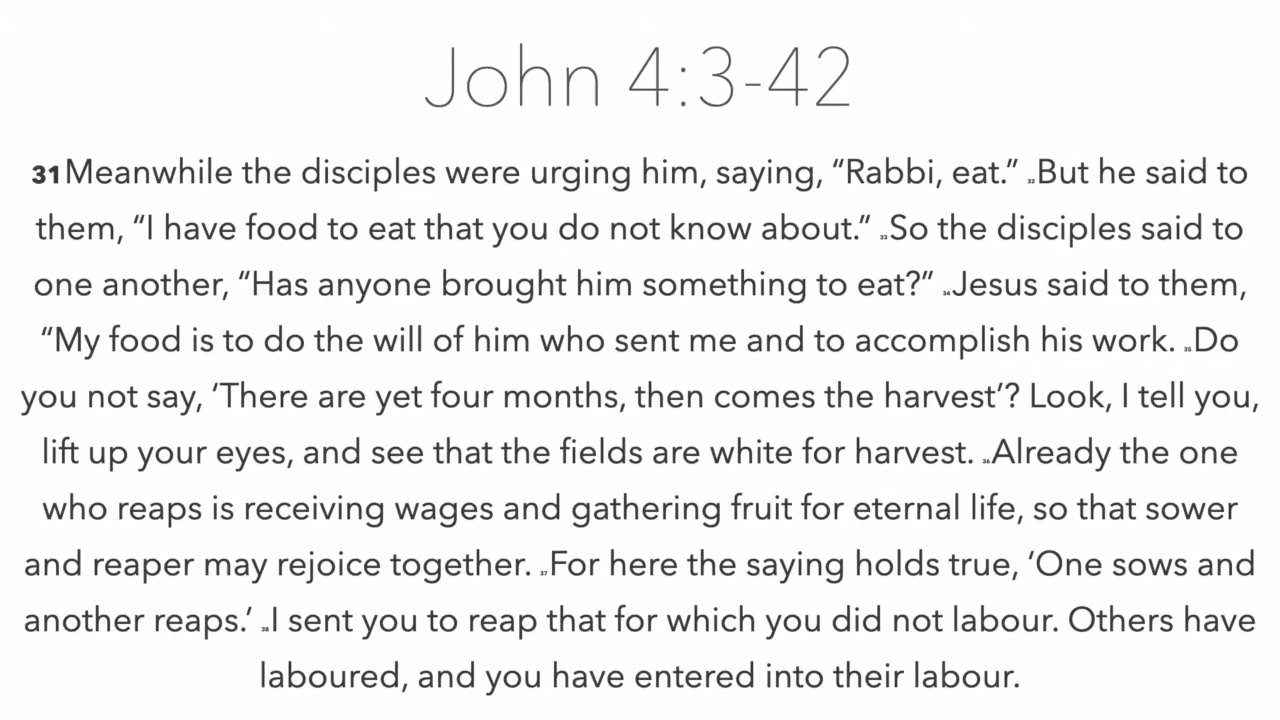 John 4:3-42
31 Meanwhile the disciples were urging him, saying, “Rabbi, eat.” 32 But he said to
them, “I have food to eat that you do not know about.” 33 So the disciples said to
one another, “Has anyone brought him something to eat?” 34 Jesus said to them,
“My food is to do the will of him who sent me and to accomplish his work. 35 Do
you not say, ‘There are yet four months, then comes the harvest’? Look, I tell you,
lift up your eyes, and see that the fields are white for harvest. 36 Already the one
who reaps is receiving wages and gathering fruit for eternal life, so that sower
and reaper may rejoice together. 37 For here the saying holds true, ‘One sows and
another reaps.’ 38 I sent you to reap that for which you did not labour. Others have
laboured, and you have entered into their labour.